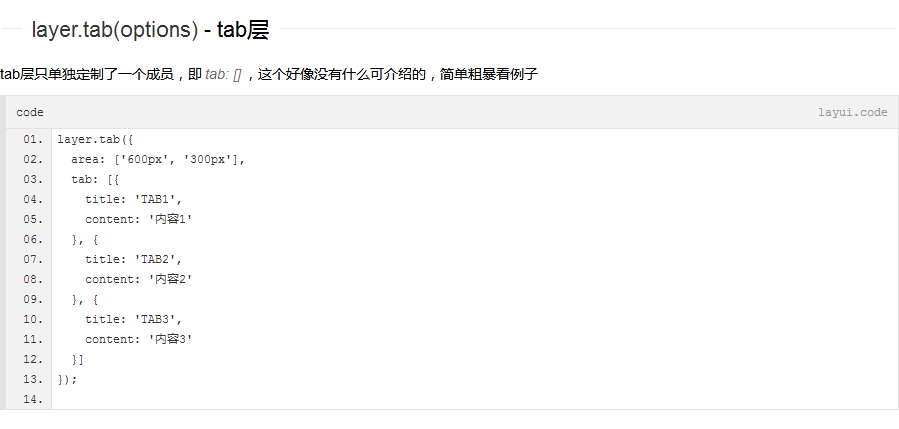 layer.tab(options) - tab层
tab层只单独定制了一个成员，即 tab: [] ，这个好像没有什么可介绍的，简单粗暴看例子
code layui.code
01. layer.tab({
02.   area: ['600px', '300px'],
03.   tab: [{
04.     title: 'TAB1',
05.     content: '内容1'
06.   }, {
07.     title: 'TAB2',
08.     content: '内容2'
09.   }, {
10.     title: 'TAB3',
11.     content: '内容3'
12.   }]
13. });
14.